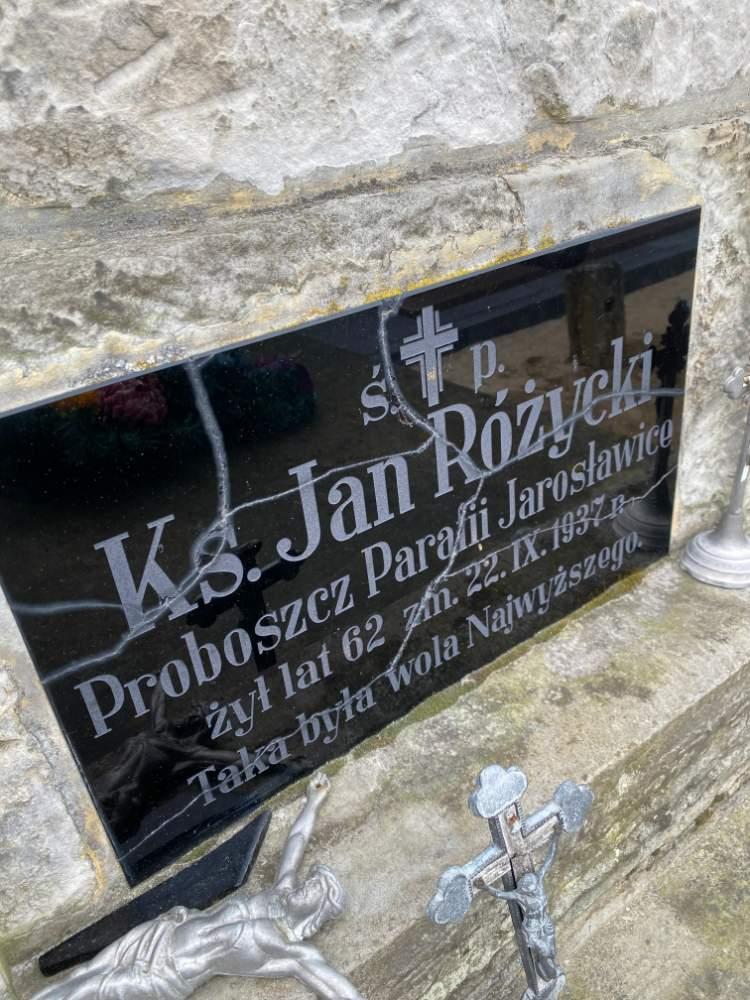 ś. p.
Ks. Jan Różycki
Proboszcz Parafii Jarosławice
żył lat 62 zm. 22. IX. 1937 r.
Taka była wola Najwyższego.